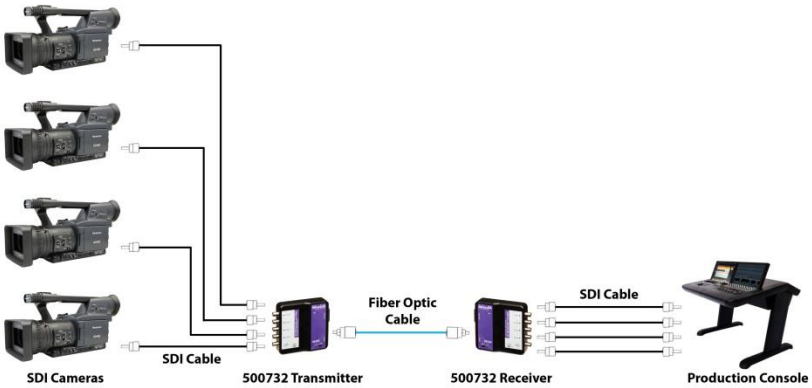 Fiber Optic
Cable
SDI Cable
SDI Cable
SDI Cameras
500732 Transmitter
500732 Receiver
Production Console